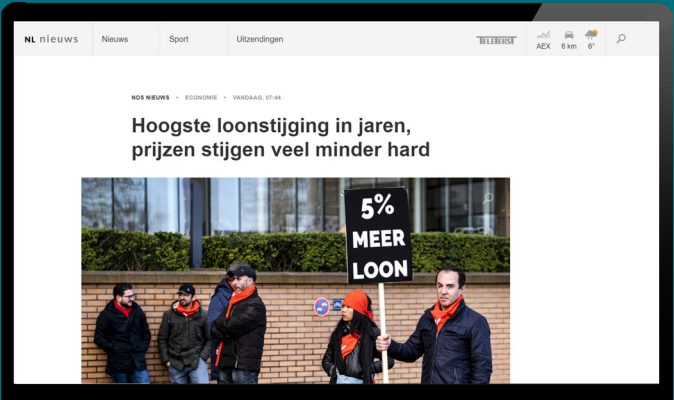 NL nieuws
Nieuws
Sport
Uitzendingen
TELETEKST
AEX
6 km
6°
NOS NIEUWS • ECONOMIE • VANDAAG, 07:44
Hoogste loonstijging in jaren,
prijzen stijgen veel minder hard
5%
MEER
LOON